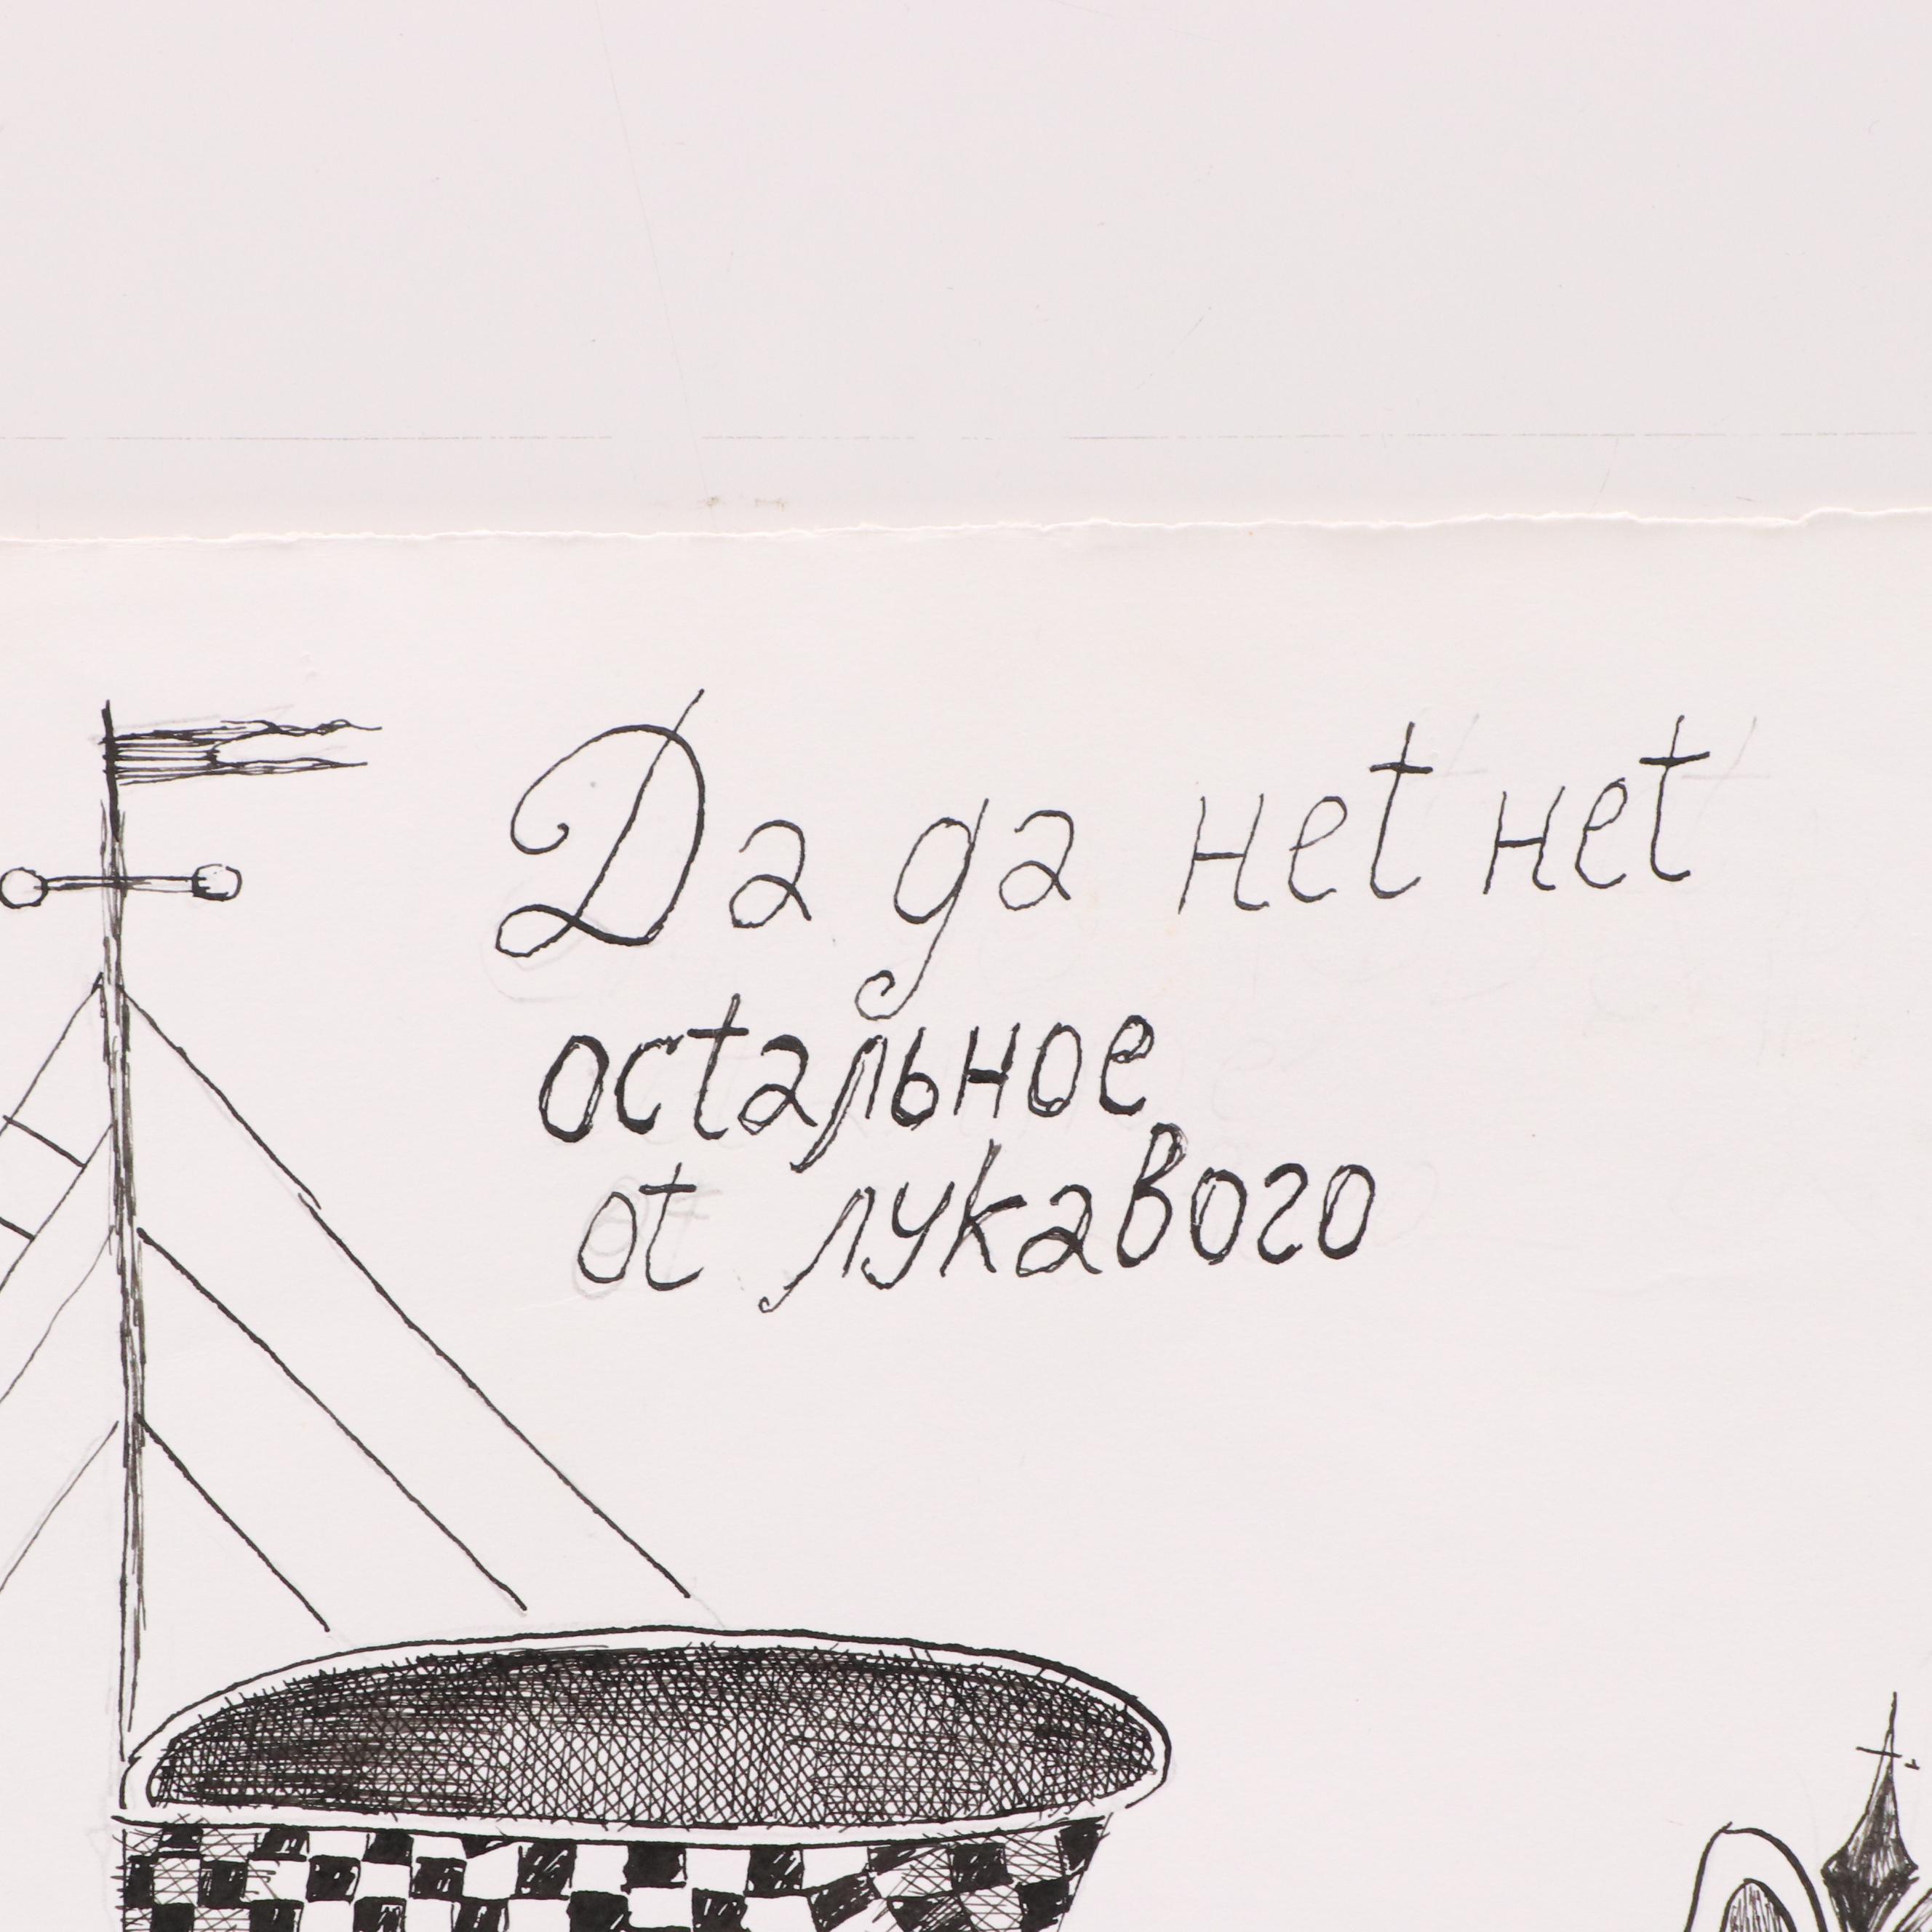 Да да нет нет
остальное
от лукавого